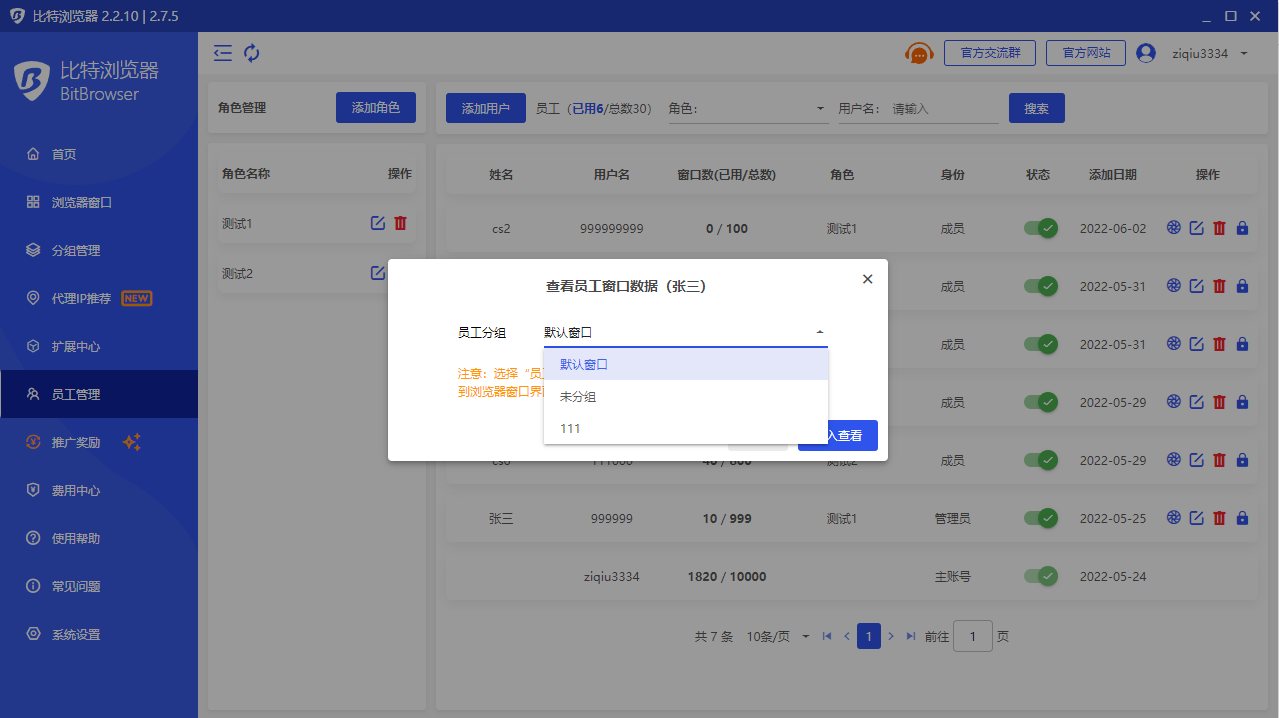 比特浏览器 2.2.10 | 2.7.5
比特浏览器
BitBrowser
首页
浏览器窗口
分组管理
代理IP推荐 NEW
扩展中心
员工管理
推广奖励
费用中心
使用帮助
常见问题
系统设置
官方交流群 官方网站 ziqiu3334
角色管理 添加角色
角色名称 操作
测试1
测试2
添加用户 员工（已用6/总数30） 角色： 用户名： 请输入 搜索
姓名 用户名 窗口数(已用/总数) 角色 身份 状态 添加日期 操作
cs2 999999999 0 / 100 测试1 成员 2022-06-02
成员 2022-05-31
成员 2022-05-31
成员 2022-05-29
成员 2022-05-29
张三 999999 10 / 999 测试1 管理员 2022-05-25
ziqiu3334 1820 / 10000 主账号 2022-05-24
共 7 条 10条/页 1 前往 1 页
查看员工窗口数据（张三）
员工分组 默认窗口
默认窗口
未分组
111
注意：选择“员
到浏览器窗口界
入查看